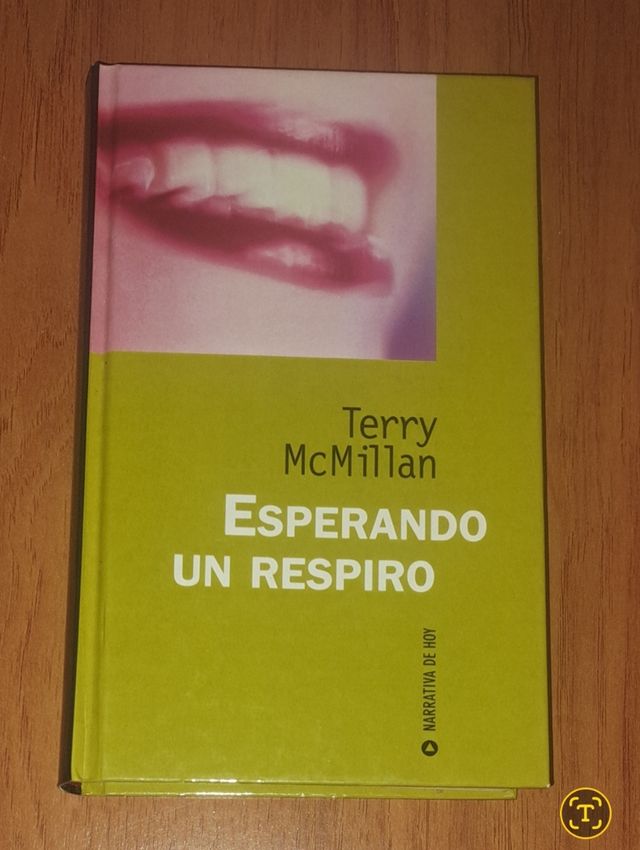 Terry
McMillan
ESPERANDO
UN RESPIRO
NARRATIVA DE HOY
T